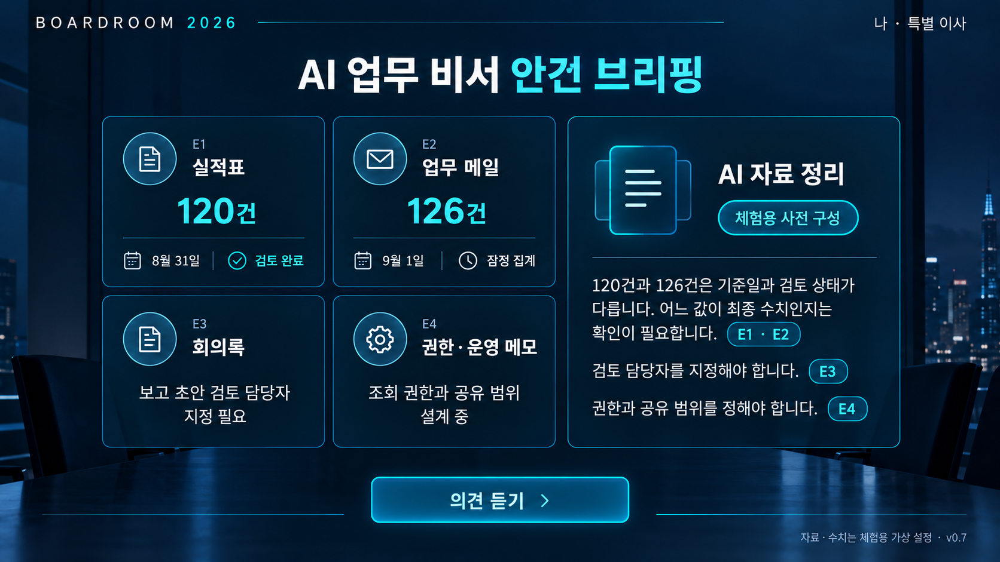 BOARDROOM 2026
나 · 특별 이사
AI 업무 비서 안건 브리핑
E1
실적표
120건
8월 31일
검토 완료
E2
업무 메일
126건
9월 1일
잠정 집계
E3
회의록
보고 초안 검토 담당자
지정 필요
E4
권한·운영 메모
조회 권한과 공유 범위
설계 중
AI 자료 정리
체험용 사전 구성
120건과 126건은 기준일과 검토 상태가
다릅니다. 어느 값이 최종 수치인지는
확인이 필요합니다. E1 · E2
검토 담당자를 지정해야 합니다. E3
권한과 공유 범위를 정해야 합니다. E4
의견 듣기 >
자료·수치는 체험용 가상 설정 · v0.7